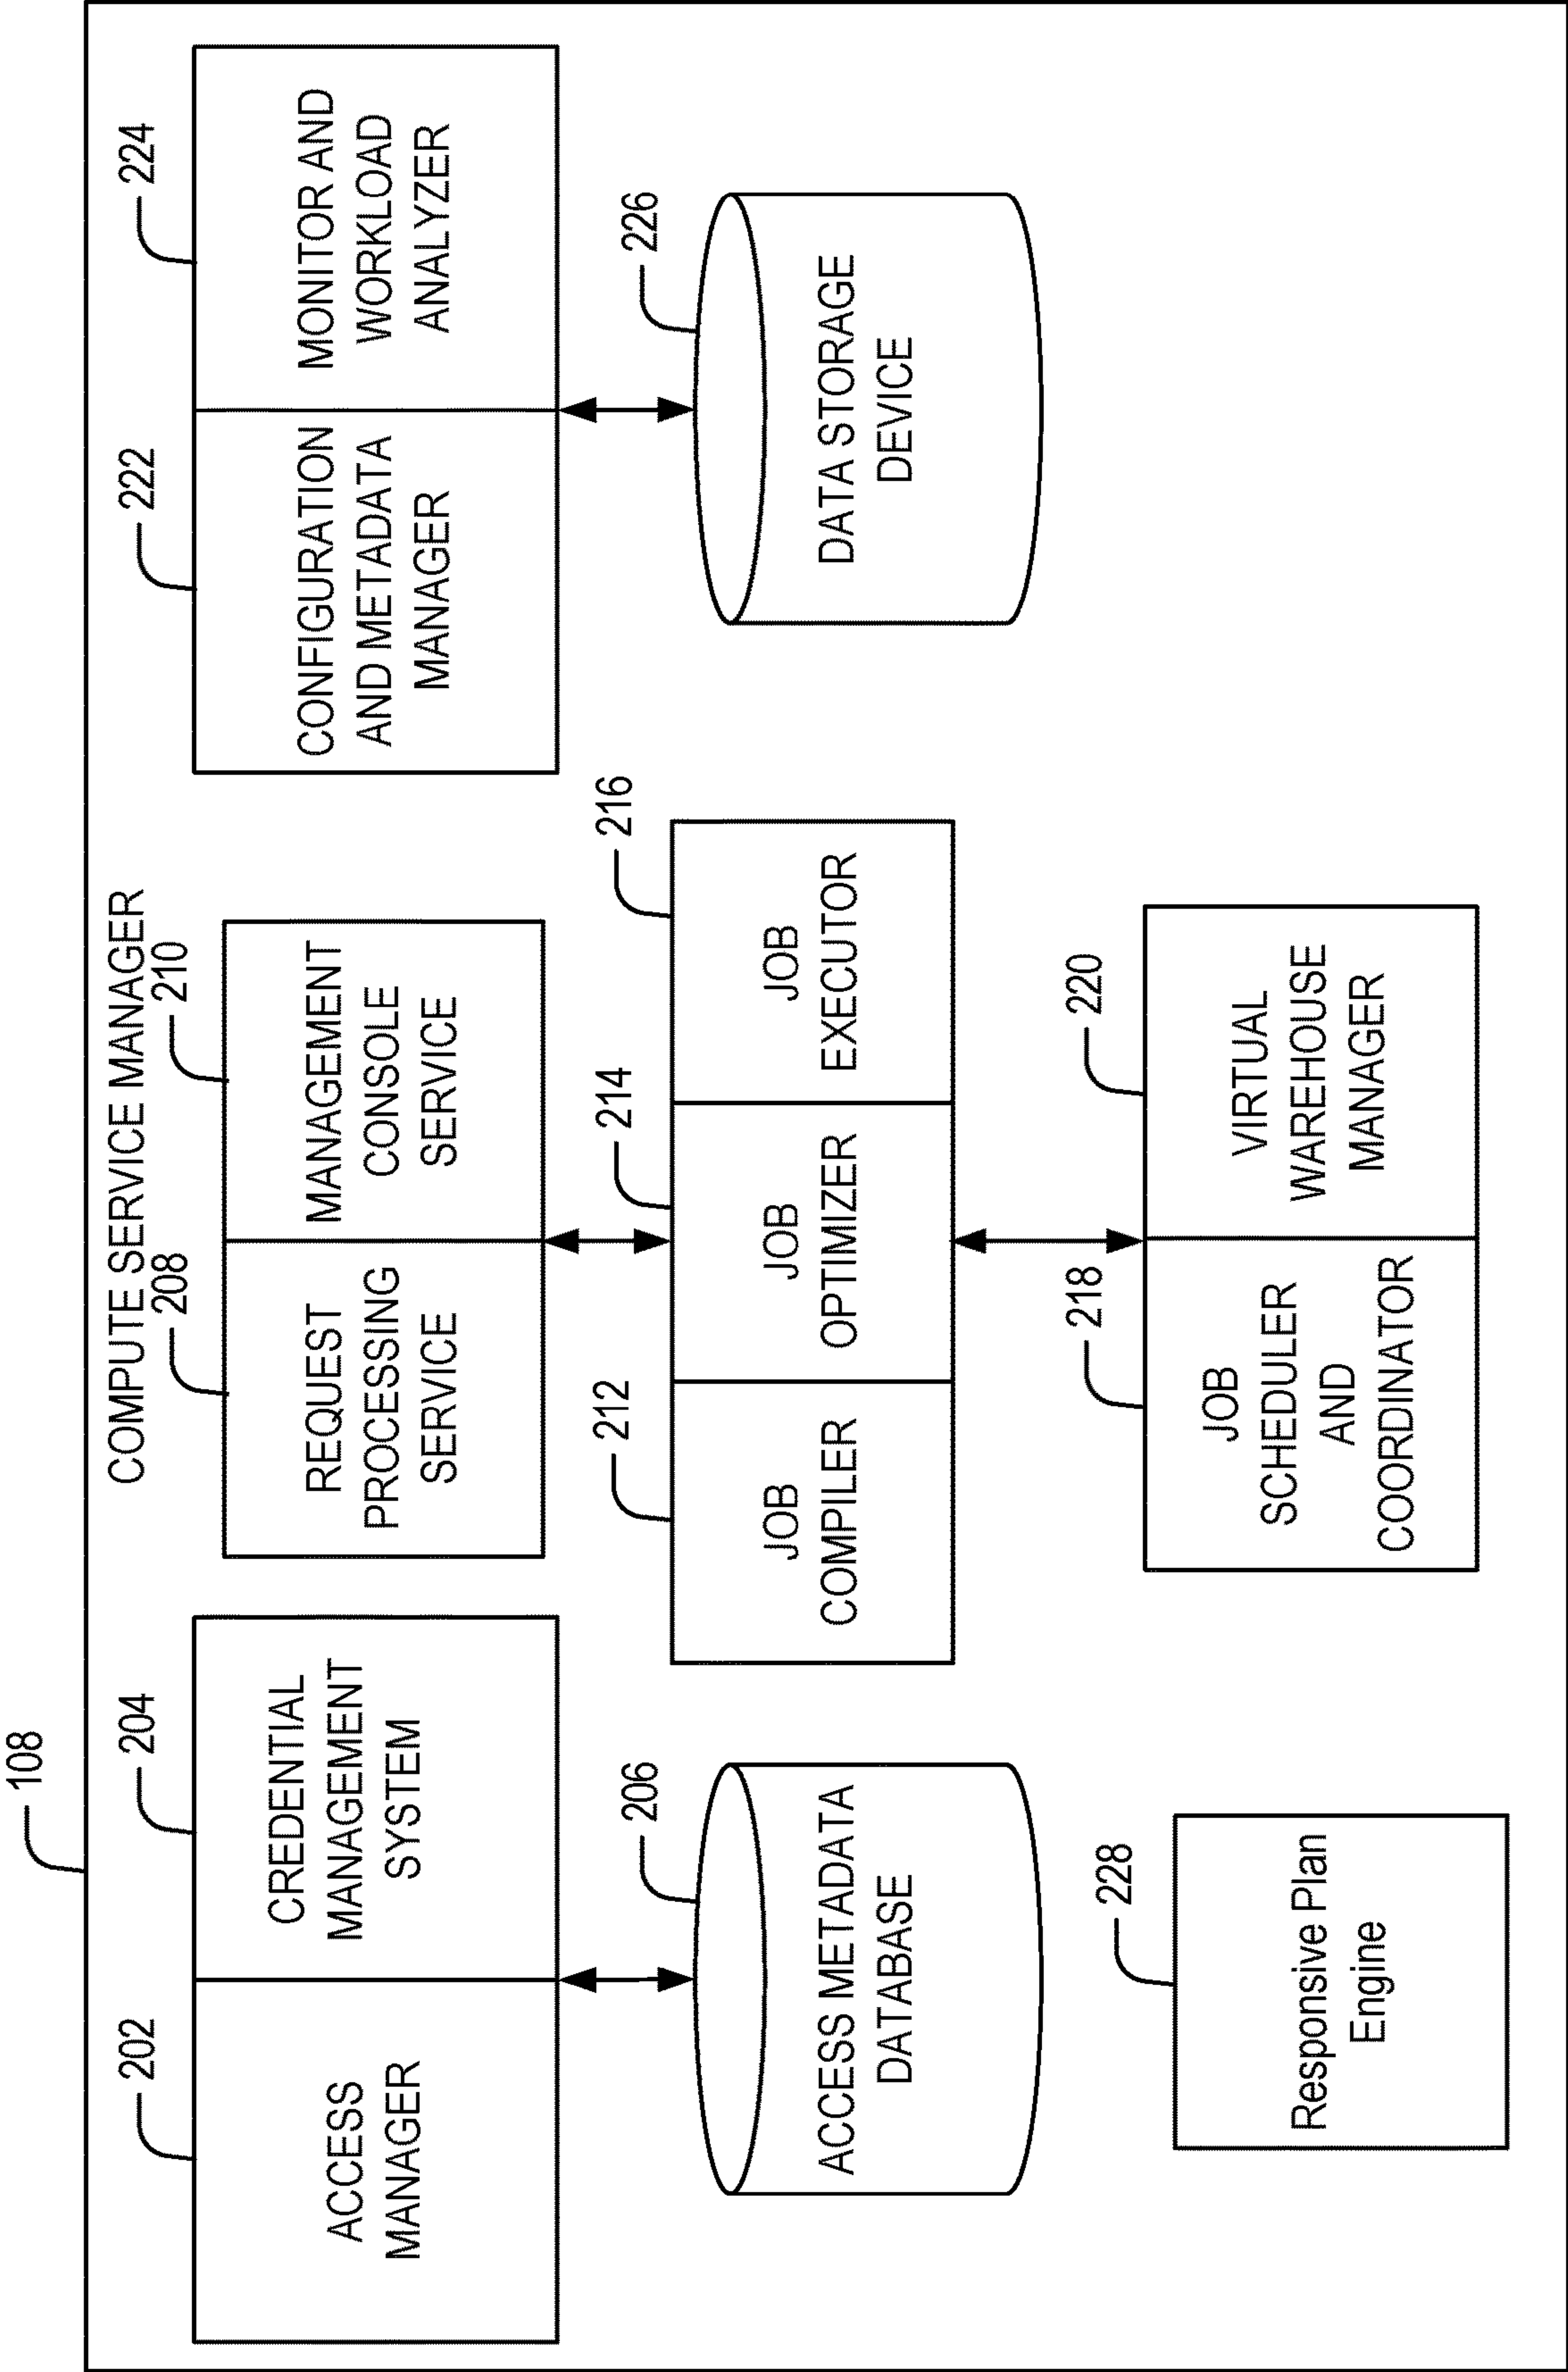 108
COMPUTE SERVICE MANAGER
202
204
ACCESS
MANAGER
CREDENTIAL
MANAGEMENT
SYSTEM
206
ACCESS METADATA
DATABASE
228
Responsive Plan
Engine
208
210
REQUEST
PROCESSING
SERVICE
MANAGEMENT
CONSOLE
SERVICE
212
214
216
JOB
COMPILER
JOB
OPTIMIZER
JOB
EXECUTOR
218
220
JOB
SCHEDULER
AND
COORDINATOR
VIRTUAL
WAREHOUSE
MANAGER
222
224
CONFIGURATION
AND METADATA
MANAGER
MONITOR AND
WORKLOAD
ANALYZER
226
DATA STORAGE
DEVICE